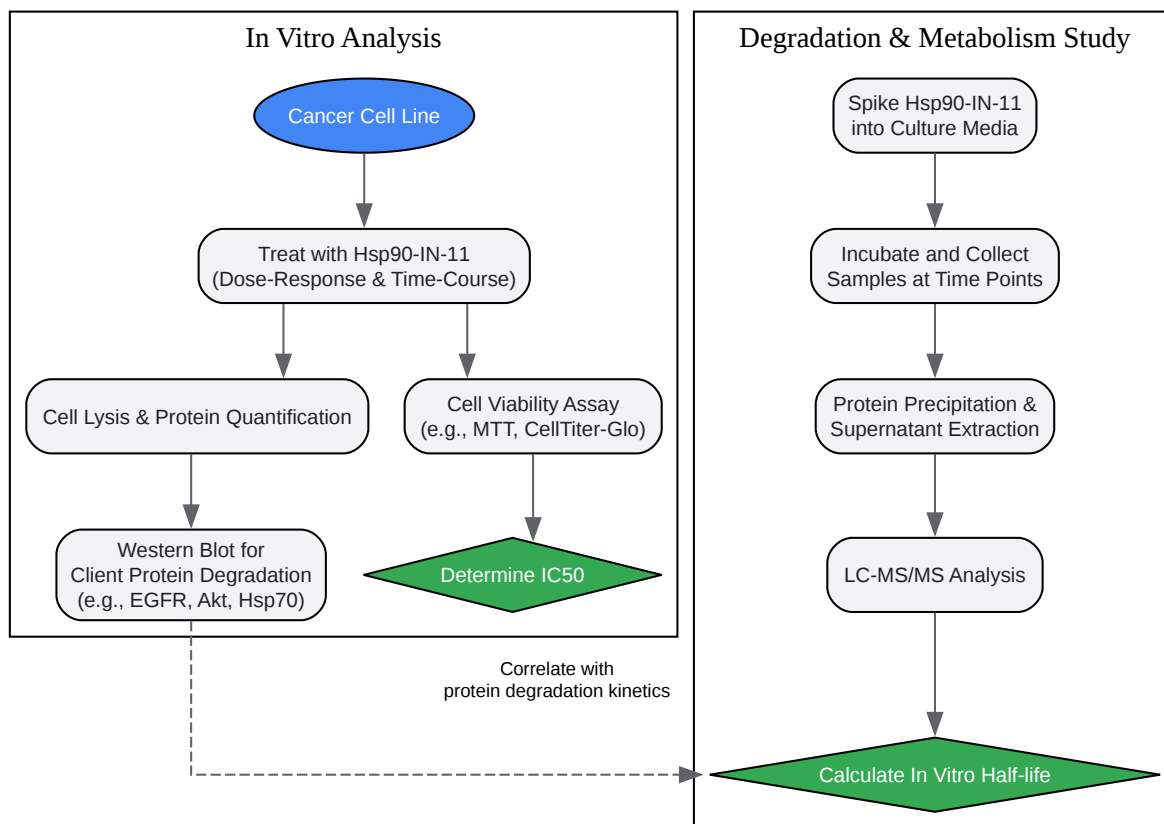 In Vitro Analysis
Cancer Cell Line
Treat with Hsp90-IN-11
(Dose-Response & Time-Course)
Cell Lysis & Protein Quantification
Cell Viability Assay
(e.g., MTT, CellTiter-Glo)
Western Blot for
Client Protein Degradation
(e.g., EGFR, Akt, Hsp70)
Determine IC50
Correlate with
protein degradation kinetics
Degradation & Metabolism Study
Spike Hsp90-IN-11
into Culture Media
Incubate and Collect
Samples at Time Points
Protein Precipitation &
Supernatant Extraction
LC-MS/MS Analysis
Calculate In Vitro Half-life